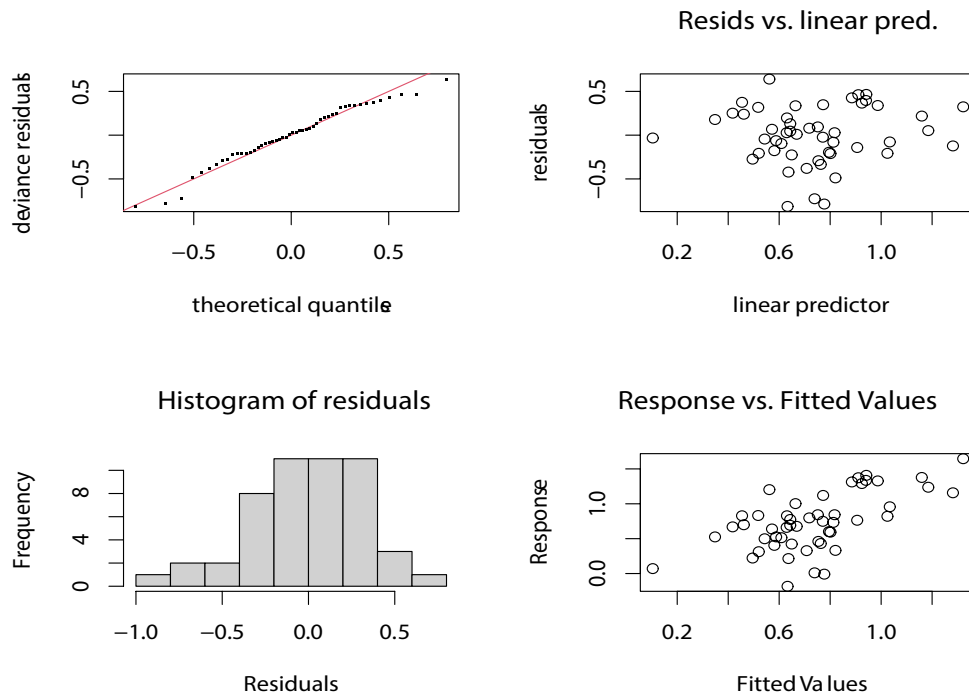 deviance residuals
0.5
−0.5
−0.5
0.0
0.5
theoretical quantiles
Resids vs. linear pred.
residuals
0.5
−0.5
0.2
0.6
1.0
linear predictor
Histogram of residuals
Frequency
8
4
0
−1.0
−0.5
0.0
0.5
Residuals
Response vs. Fitted Values
Response
1.0
0.0
0.2
0.6
1.0
Fitted Values